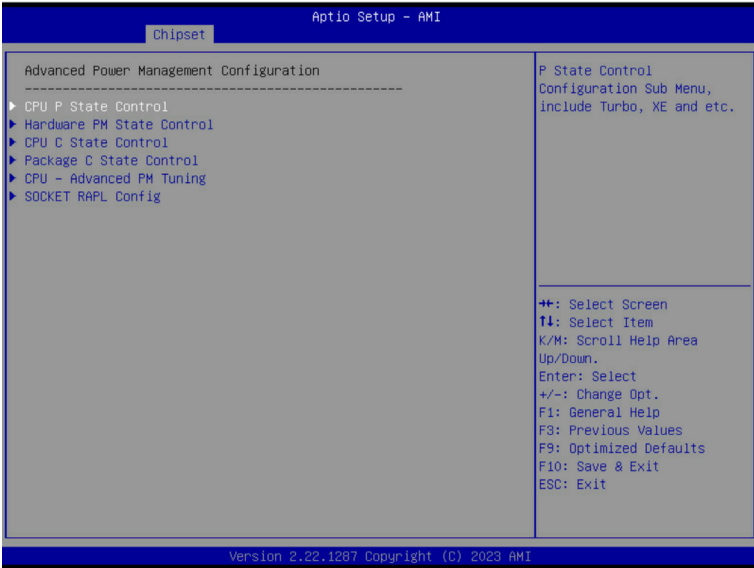 Aptio Setup – AMI
Chipset
Advanced Power Management Configuration
--------------------------------------------------
CPU P State Control
Hardware PM State Control
CPU C State Control
Package C State Control
CPU – Advanced PM Tuning
SOCKET RAPL Config
P State Control
Configuration Sub Menu,
include Turbo, XE and etc.
→←: Select Screen
↑↓: Select Item
K/M: Scroll Help Area
Up/Down.
Enter: Select
+/-: Change Opt.
F1: General Help
F3: Previous Values
F9: Optimized Defaults
F10: Save & Exit
ESC: Exit
Version 2.22.1287 Copyright (C) 2023 AMI